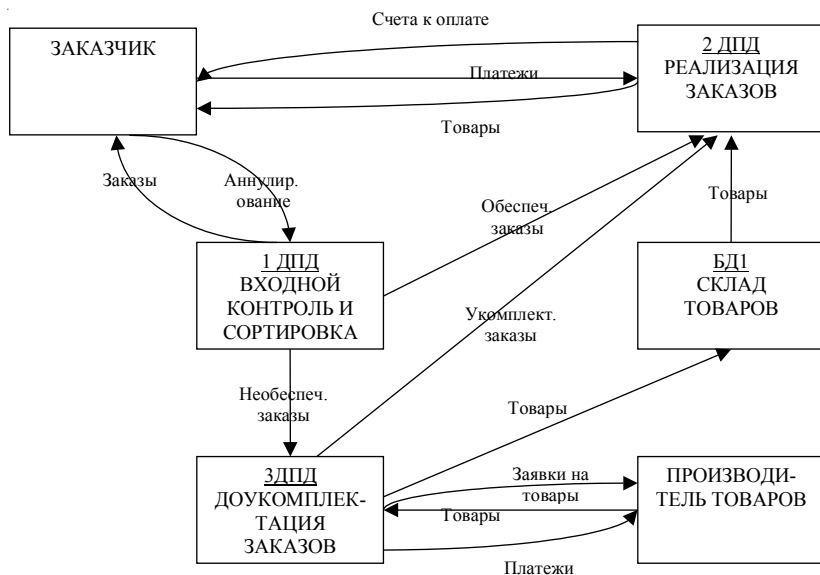 Счета к оплате
ЗАКАЗЧИК
2 ДПД
РЕАЛИЗАЦИЯ
ЗАКАЗОВ
Платежи
Товары
Заказы
Аннулир.
ование
Обеспеч.
заказы
Товары
1 ДПД
ВХОДНОЙ
КОНТРОЛЬ И
СОРТИРОВКА
БД1
СКЛАД
ТОВАРОВ
Укомплект.
заказы
Необеспеч.
заказы
Товары
3ДПД
ДОУКОМПЛЕК-
ТАЦИЯ
ЗАКАЗОВ
Заявки на
товары
Товары
Платежи
ПРОИЗВОДИ-
ТЕЛЬ ТОВАРОВ